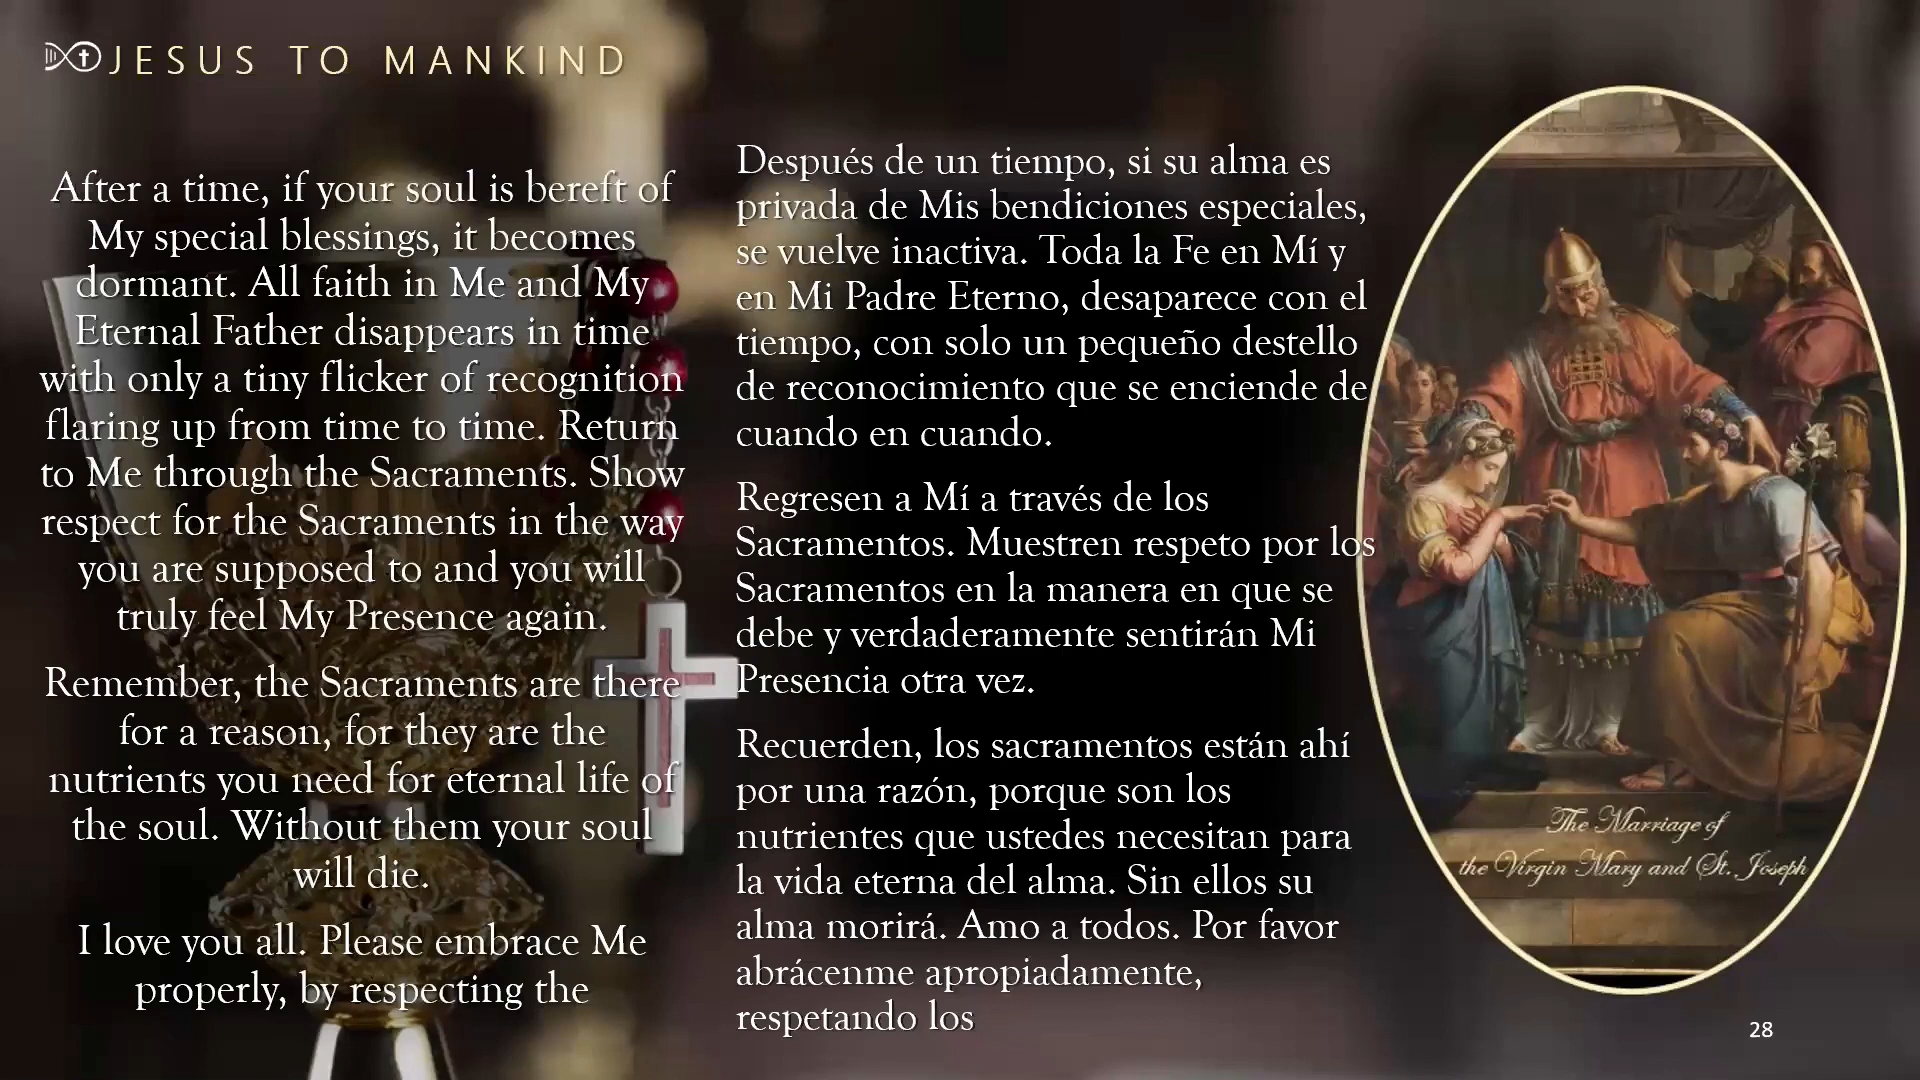 JESUS TO MANKIND
After a time, if your soul is bereft of
My special blessings, it becomes
dormant. All faith in Me and My
Eternal Father disappears in time
with only a tiny flicker of recognition
flaring up from time to time. Return
to Me through the Sacraments. Show
respect for the Sacraments in the way
you are supposed to and you will
truly feel My Presence again.
Remember, the Sacraments are there
for a reason, for they are the
nutrients you need for eternal life of
the soul. Without them your soul
will die.
I love you all. Please embrace Me
properly, by respecting the
Después de un tiempo, si su alma es
privada de Mis bendiciones especiales,
se vuelve inactiva. Toda la Fe en Mí y
en Mi Padre Eterno, desaparece con el
tiempo, con solo un pequeño destello
de reconocimiento que se enciende de
cuando en cuando.
Regresen a Mí a través de los
Sacramentos. Muestren respeto por los
Sacramentos en la manera en que se
debe y verdaderamente sentirán Mi
Presencia otra vez.
Recuerden, los sacramentos están ahí
por una razón, porque son los
nutrientes que ustedes necesitan para
la vida eterna del alma. Sin ellos su
alma morirá. Amo a todos. Por favor
abrácenme apropiadamente,
respetando los
The Marriage of
the Virgin Mary and St. Joseph
28